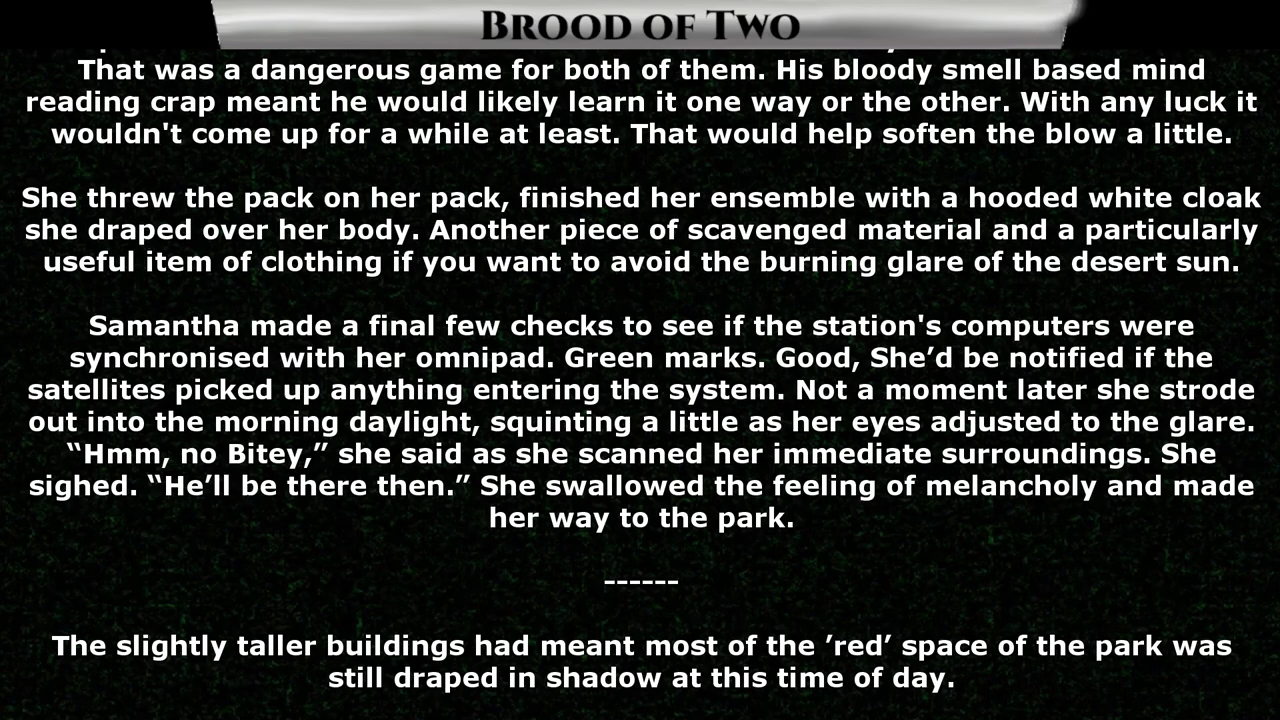 Brood of Two
That was a dangerous game for both of them. His bloody smell based mind
reading crap meant he would likely learn it one way or the other. With any luck it
wouldn't come up for a while at least. That would help soften the blow a little.
She threw the pack on her pack, finished her ensemble with a hooded white cloak
she draped over her body. Another piece of scavenged material and a particularly
useful item of clothing if you want to avoid the burning glare of the desert sun.
Samantha made a final few checks to see if the station's computers were
synchronised with her omnipad. Green marks. Good, She’d be notified if the
satellites picked up anything entering the system. Not a moment later she strode
out into the morning daylight, squinting a little as her eyes adjusted to the glare.
“Hmm, no Bitey,” she said as she scanned her immediate surroundings. She
sighed. “He’ll be there then.” She swallowed the feeling of melancholy and made
her way to the park.
------
The slightly taller buildings had meant most of the ’red’ space of the park was
still draped in shadow at this time of day.